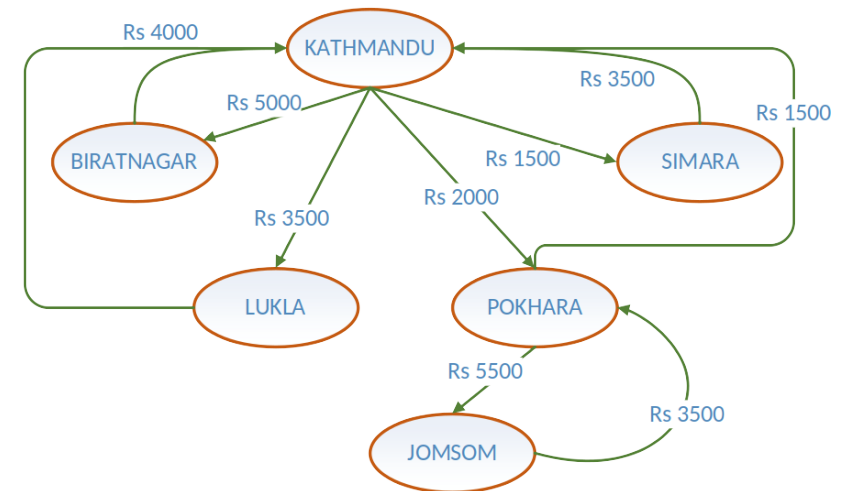 Rs 4000
KATHMANDU
Rs 3500
Rs 5000
Rs 1500
BIRATNAGAR
Rs 1500
SIMARA
Rs 2000
Rs 3500
LUKLA
POKHARA
Rs 5500
Rs 3500
JOMSOM